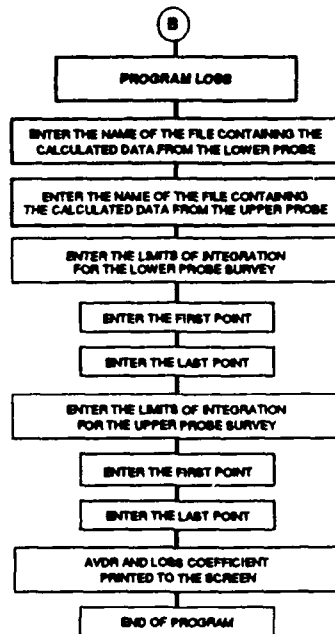 B
PROGRAM LOSS
ENTER THE NAME OF THE FILE CONTAINING THE
CALCULATED DATA FROM THE LOWER PROBE
ENTER THE NAME OF THE FILE CONTAINING
THE CALCULATED DATA FROM THE UPPER PROBE
ENTER THE LIMITS OF INTEGRATION
FOR THE LOWER PROBE SURVEY
ENTER THE FIRST POINT
ENTER THE LAST POINT
ENTER THE LIMITS OF INTEGRATION
FOR THE UPPER PROBE SURVEY
ENTER THE FIRST POINT
ENTER THE LAST POINT
AVDR AND LOSS COEFFICIENT
PRINTED TO THE SCREEN
END OF PROGRAM